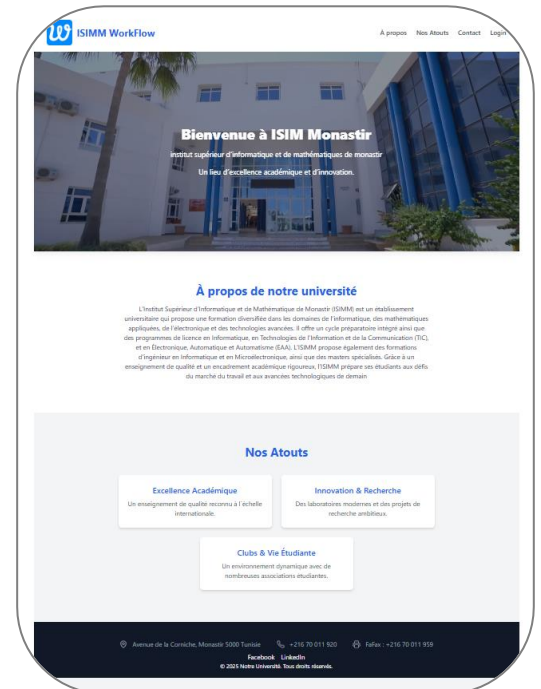 ISIMM WorkFlow
À propos Nos Atouts Contact Login
Bienvenue à ISIM Monastir
institut supérieur d'informatique et de mathématiques de monastir
Un lieu d'excellence académique et d'innovation.
À propos de notre université
L'Institut Supérieur d'Informatique et de Mathématique de Monastir (ISIMM) est un établissement
universitaire qui propose une formation diversifiée dans les domaines de l'informatique, des mathématiques
appliquées, de l'électronique et des technologies avancées. Il offre un cycle préparatoire intégré ainsi que
des programmes de licence en Informatique, en Technologies de l'Information et de la Communication (TIC),
et en Électronique, Automatique et Automatisme (EAA). L'ISIMM propose également des formations
d'ingénieur en Informatique et en Microélectronique, ainsi que des masters spécialisés. Grâce à un
enseignement de qualité et un encadrement académique rigoureux, l'ISIMM prépare ses étudiants aux défis
du marché du travail et aux avancées technologiques de demain
Nos Atouts
Excellence Académique
Un enseignement de qualité reconnu à l'échelle
internationale.
Innovation & Recherche
Des laboratoires modernes et des projets de
recherche ambitieux.
Clubs & Vie Étudiante
Un environnement dynamique avec de
nombreuses associations étudiantes.
Avenue de la Corniche, Monastir 5000 Tunisie +216 70 011 920 FaFax : +216 70 011 959
Facebook LinkedIn
© 2025 Notre Université. Tous droits réservés.